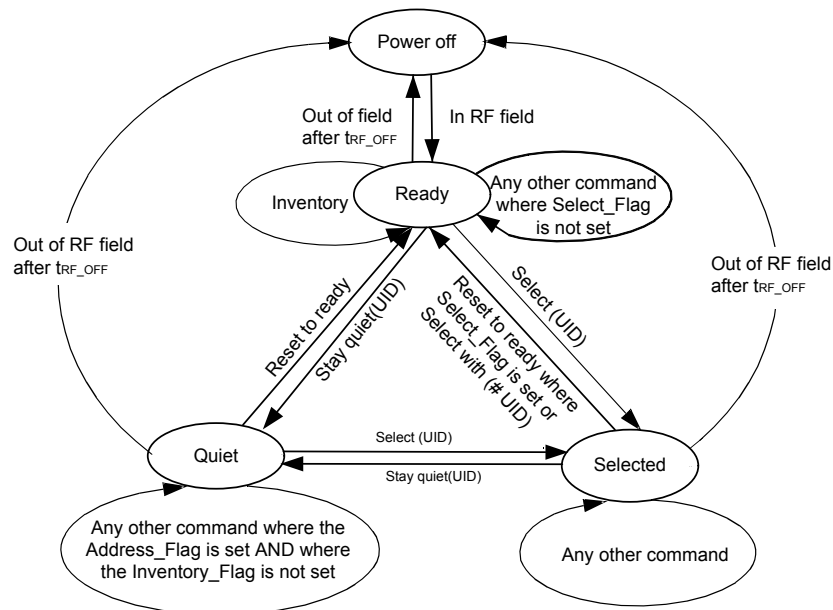 Power off
Out of field
after tRF_OFF
In RF field
Inventory
Ready
Any other command
where Select_Flag
is not set
Out of RF field
after tRF_OFF
Out of RF field
after tRF_OFF
Reset to ready
Stay quiet(UID)
Reset to ready where
Select_Flag is set or
Select with (# UID)
Select (UID)
Quiet
Select (UID)
Stay quiet(UID)
Selected
Any other command where the
Address_Flag is set AND where
the Inventory_Flag is not set
Any other command